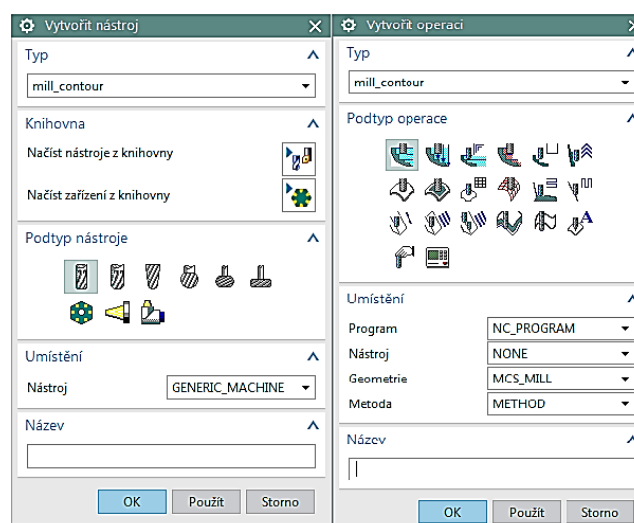 Vytvořit nástroj
Typ
mill_contour
Knihovna
Načíst nástroje z knihovny
Načíst zařízení z knihovny
Podtyp nástroje
Umístění
Nástroj GENERIC_MACHINE
Název
OK Použít Storno
Vytvořit operaci
Typ
mill_contour
Podtyp operace
A
Umístění
Program NC_PROGRAM
Nástroj NONE
Geometrie MCS_MILL
Metoda METHOD
Název
OK Použít Storno